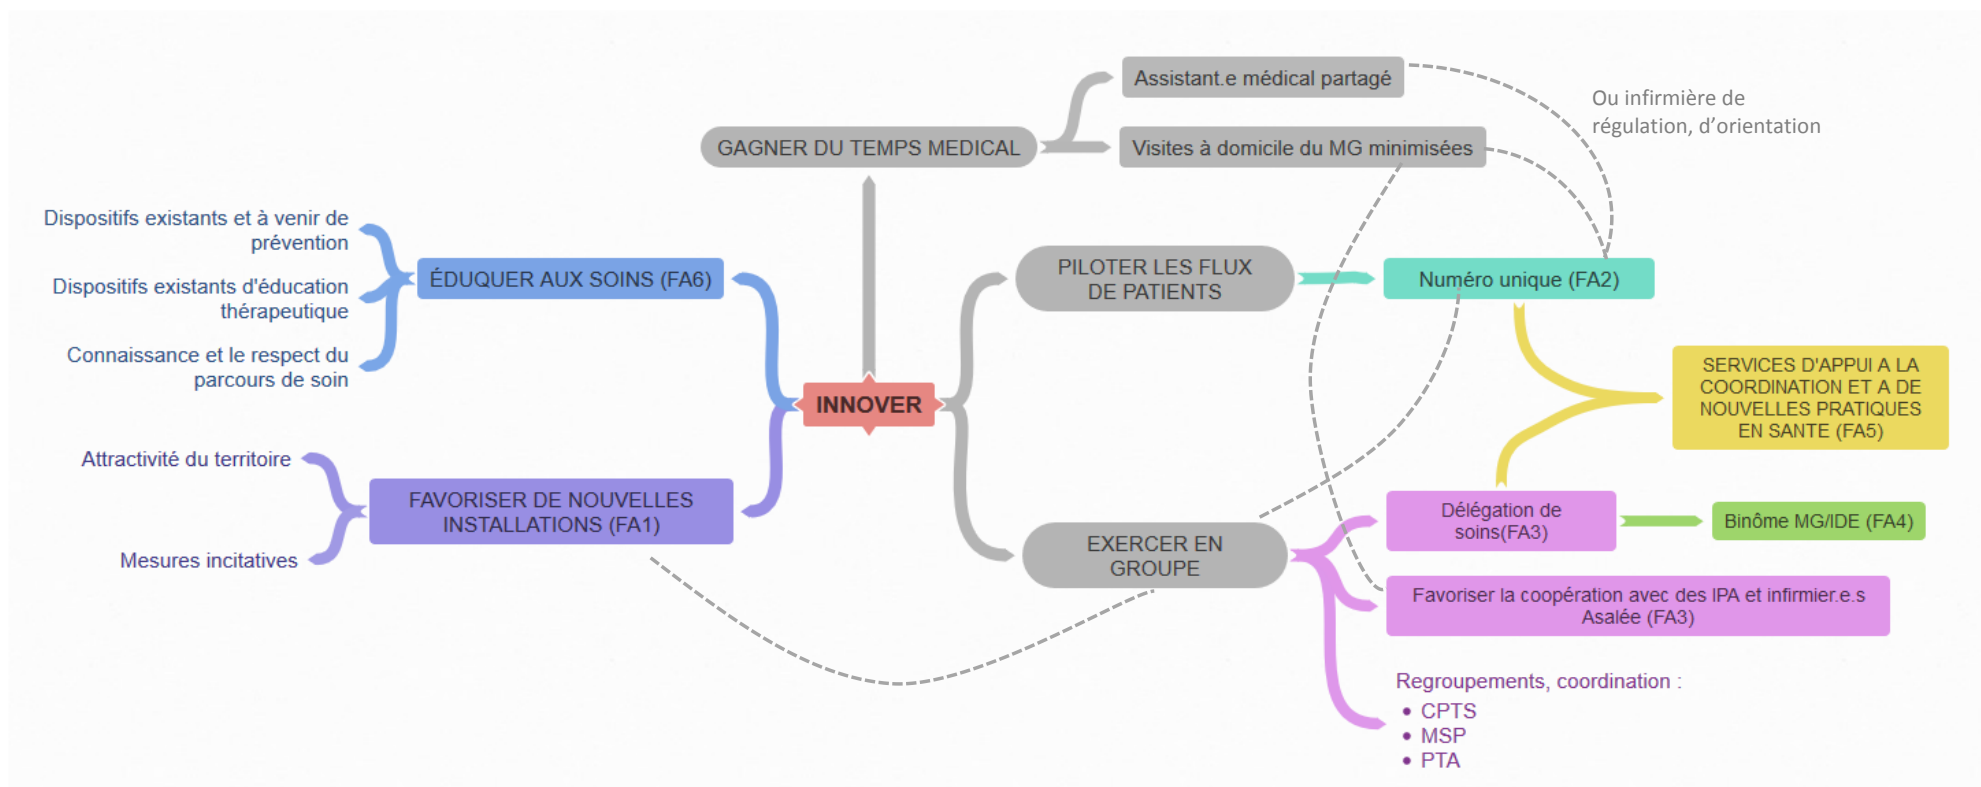 Assistant.e médical partagé
Ou infirmière de
régulation, d'orientation
GAGNER DU TEMPS MEDICAL
Visites à domicile du MG minimisées
Dispositifs existants et à venir de
prévention
Dispositifs existants d'éducation
thérapeutique
Connaissance et le respect du
parcours de soin
ÉDUQUER AUX SOINS (FA6)
PILOTER LES FLUX
DE PATIENTS
Numéro unique (FA2)
SERVICES D'APPUI A LA
COORDINATION ET A DE
NOUVELLES PRATIQUES
EN SANTE (FA5)
INNOVER
Attractivité du territoire
Mesures incitatives
FAVORISER DE NOUVELLES
INSTALLATIONS (FA1)
EXERCER EN
GROUPE
Délégation de
soins(FA3)
Binôme MG/IDE (FA4)
Favoriser la coopération avec des IPA et infirmier.e.s
Asalée (FA3)
Regroupements, coordination :
• CPTS
• MSP
• PTA